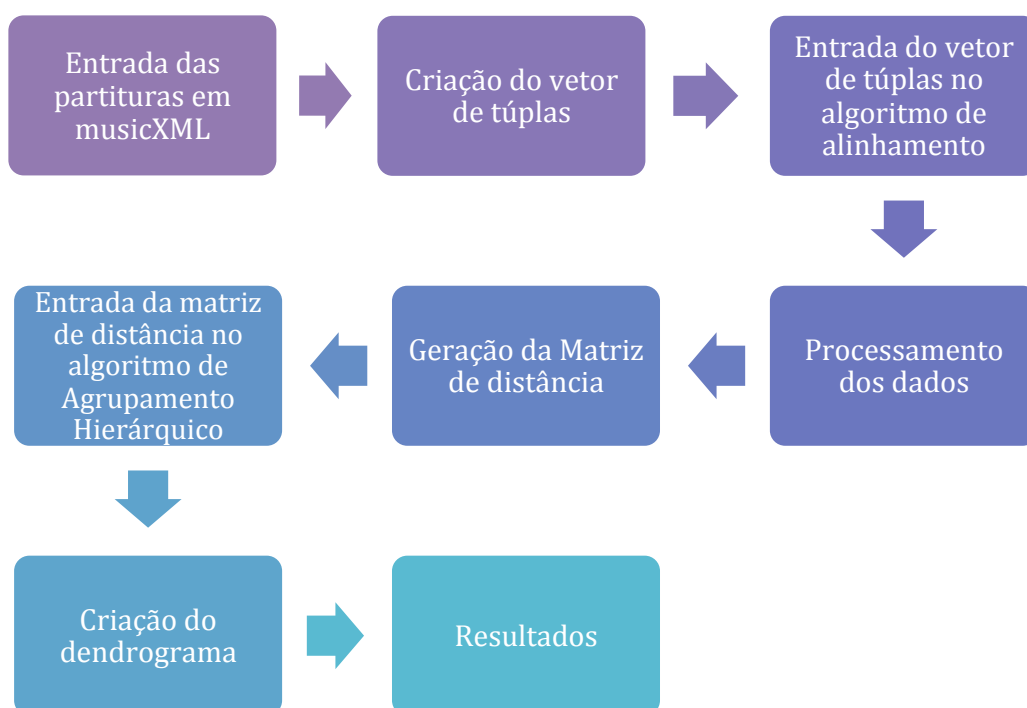 Entrada das
partituras em
musicXML
Criação do vetor
de túplas
Entrada do vetor
de túplas no
algoritmo de
alinhamento
Processamento
dos dados
Geração da Matriz
de distância
Entrada da matriz
de distância no
algoritmo de
Agrupamento
Hierárquico
Criação do
dendrograma
Resultados